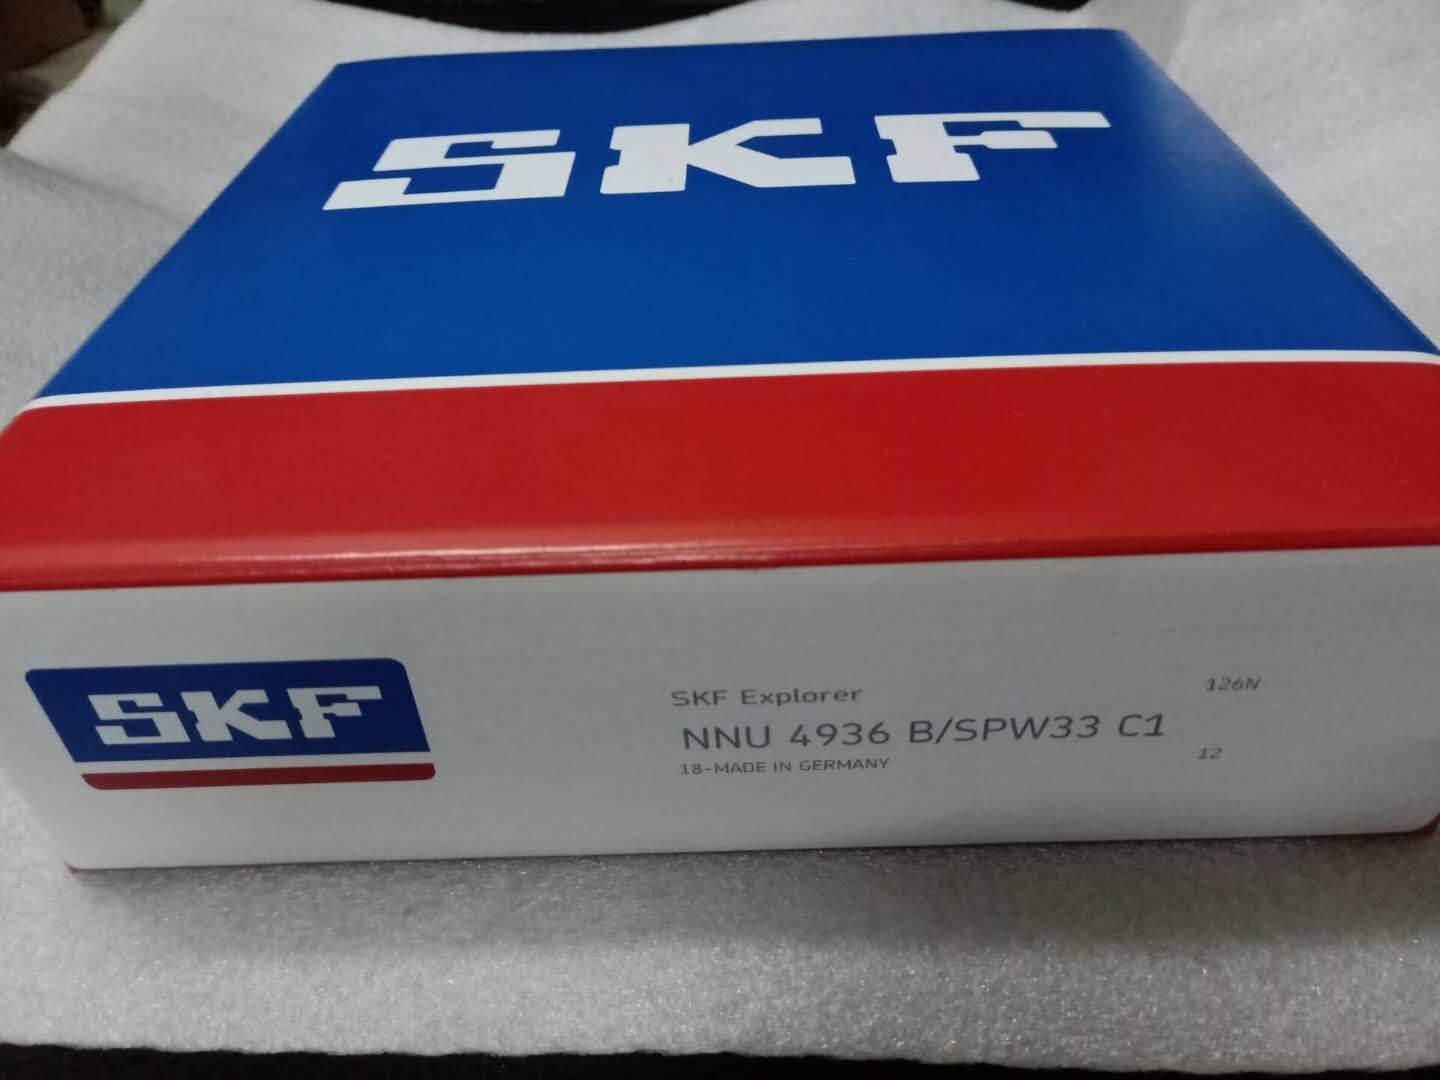 SKF
SKF
SKF Explorer
126N
NNU 4936 B/SPW33 C1
12
18-MADE IN GERMANY